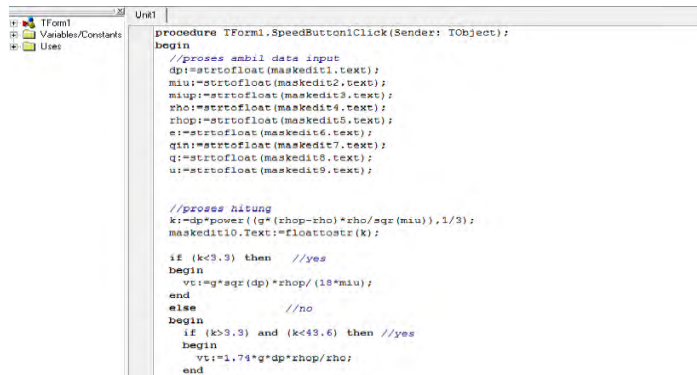 TForm1
Variables/Constants
Uses
Unit1
procedure TForm1.SpeedButton1Click(Sender: TObject);
begin
//proses ambil data input
dp:=strtofloat(maskedit1.text);
miu:=strtofloat(maskedit2.text);
miup:=strtofloat(maskedit3.text);
rho:=strtofloat(maskedit4.text);
rhop:=strtofloat(maskedit5.text);
e:=strtofloat(maskedit6.text);
qin:=strtofloat(maskedit7.text);
q:=strtofloat(maskedit8.text);
u:=strtofloat(maskedit9.text);
//proses hitung
k:=dp*power((g*(rhop-rho)*rho/sqr(miu)),1/3);
maskedit10.Text:=floattostr(k);
if (k<3.3) then //yes
begin
vt:=g*sqr(dp)*rhop/(18*miu);
end
else //no
begin
if (k>3.3) and (k<43.6) then //yes
begin
vt:=1.74*g*dp*rhop/rho;
end